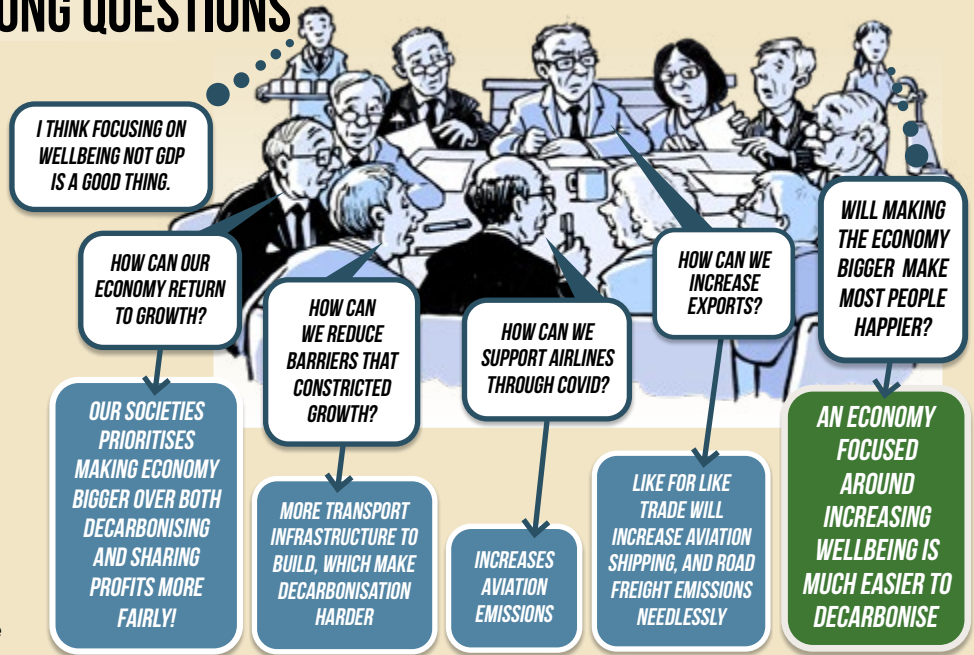 ONG QUESTIONS
I THINK FOCUSING ON
WELLBEING NOT GDP
IS A GOOD THING.
HOW CAN OUR
ECONOMY RETURN
TO GROWTH?
HOW CAN
WE REDUCE
BARRIERS THAT
CONSTRICTED
GROWTH?
HOW CAN WE
SUPPORT AIRLINES
THROUGH COVID?
HOW CAN WE
INCREASE
EXPORTS?
WILL MAKING
THE ECONOMY
BIGGER MAKE
MOST PEOPLE
HAPPIER?
OUR SOCIETIES
PRIORITISES
MAKING ECONOMY
BIGGER OVER BOTH
DECARBONISING
AND SHARING
PROFITS MORE
FAIRLY!
MORE TRANSPORT
INFRASTRUCTURE TO
BUILD, WHICH MAKE
DECARBONISATION
HARDER
INCREASES
AVIATION
EMISSIONS
LIKE FOR LIKE
TRADE WILL
INCREASE AVIATION
SHIPPING, AND ROAD
FREIGHT EMISSIONS
NEEDLESSLY
AN ECONOMY
FOCUSED
AROUND
INCREASING
WELLBEING IS
MUCH EASIER TO
DECARBONISE
e